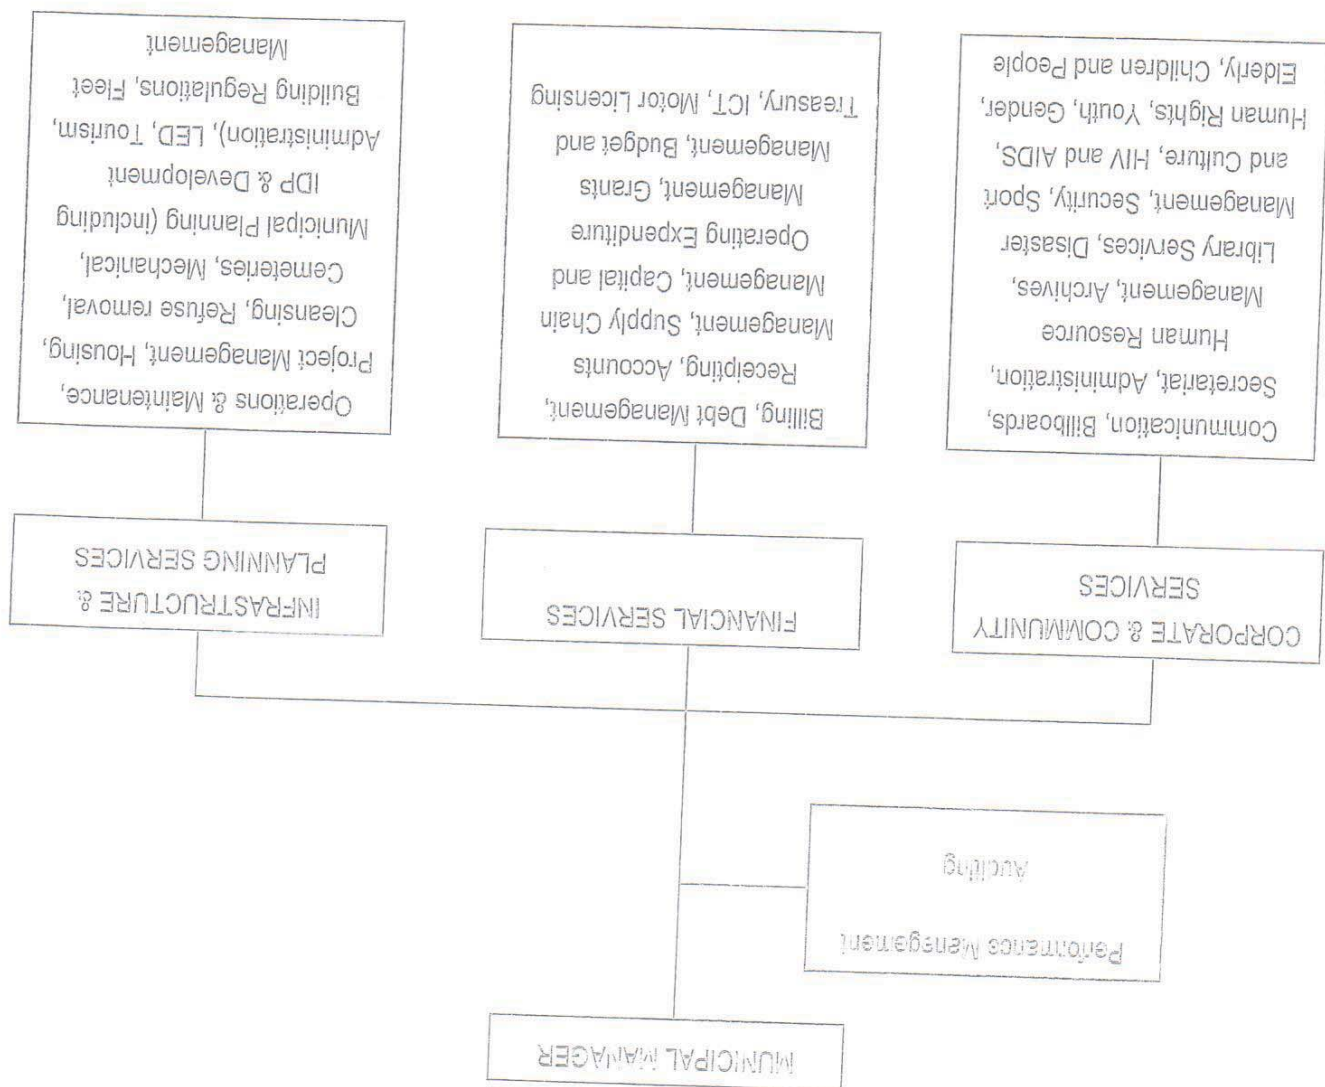 MUNICIPAL MANAGER
Performance Management
Auditing
CORPORATE & COMMUNITY
SERVICES
FINANCIAL SERVICES
INFRASTRUCTURE &
PLANNING SERVICES
Communication, Billboards,
Secretariat, Administration,
Human Resource
Management, Archives,
Library Services, Disaster
Management, Security, Sport
and Culture, HIV and AIDS,
Human Rights, Youth, Gender,
Elderly, Children and People
Billing, Debt Management,
Receipting, Accounts
Management, Supply Chain
Management, Capital and
Operating Expenditure
Management, Grants
Management, Budget and
Treasury, ICT, Motor Licensing
Operations & Maintenance,
Project Management, Housing,
Cleansing, Refuse removal,
Cemeteries, Mechanical,
Municipal Planning (including
IDP & Development
Administration), LED, Tourism,
Building Regulations, Fleet
Management